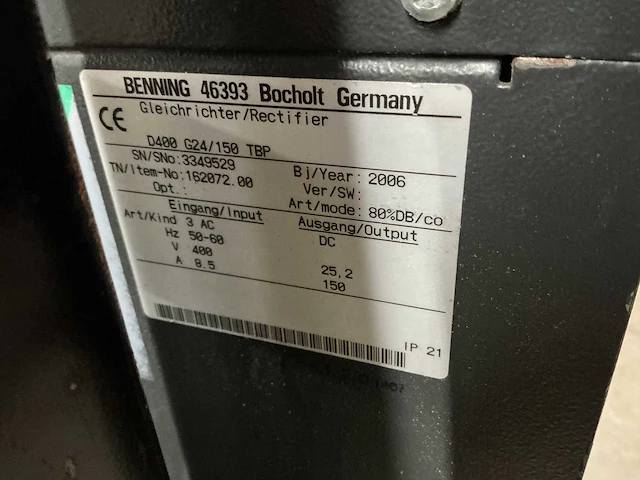 BENNING 46393 Bocholt Germany
CE Gleichrichter/Rectifier
D400 G24/150 TBP
SN/SNo:3349529 Bj/Year: 2006
TN/Item-No:162072.00 Ver/SW:
Opt.: Art/mode: 80%DB/co
Eingang/Input Ausgang/Output
Art/Kind 3 AC DC
Hz 50-60
V 400 25,2
A 8.5 150
IP 21